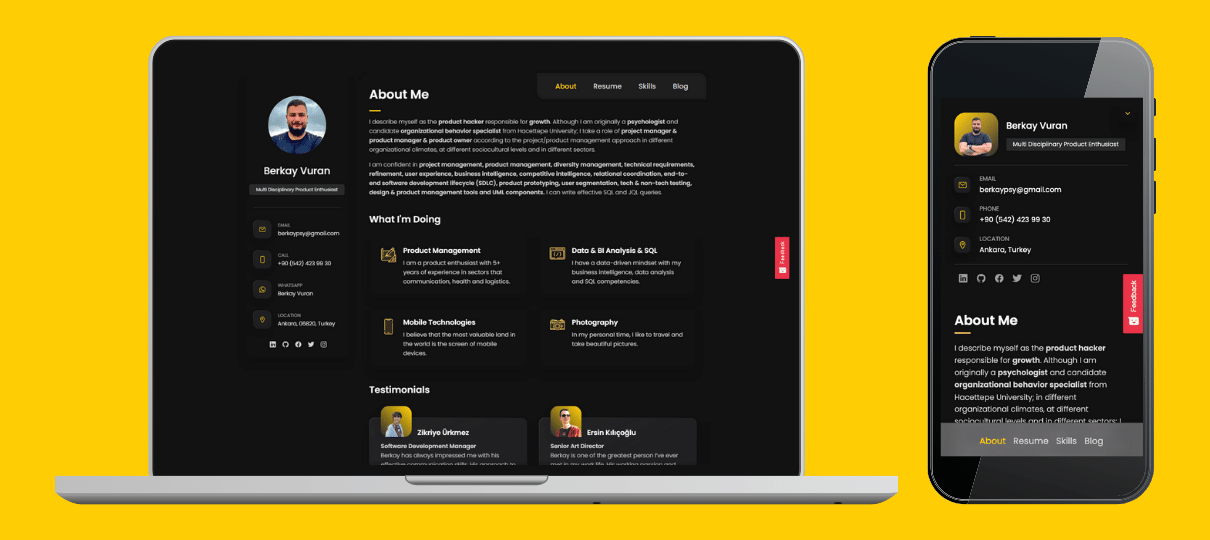 Berkay Vuran
Multi Disciplinary Product Enthusiast
EMAIL
berkaypsy@gmail.com
CALL
+90 (542) 423 99 30
WHATSAPP
Berkay Vuran
LOCATION
Ankara, 06820, Turkey
About Resume Skills Blog
About Me
I describe myself as the product hacker responsible for growth. Although I am originally a psychologist and
candidate organizational behavior specialist from Hacettepe University; I take a role of project manager &
product manager & product owner according to the project/product management approach in different
organizational climates, at different sociocultural levels and in different sectors.
I am confident in project management, product management, diversity management, technical requirements,
refinement, user experience, business intelligence, competitive intelligence, relational coordination, end-to-
end software development lifecycle (SDLC), product prototyping, user segmentation, tech & non-tech testing,
design & product management tools and UML components. I can write effective SQL and JQL queries.
What I'm Doing
Product Management
I am a product enthusiast with 5+
years of experience in sectors that
communication, health and logistics.
Data & BI Analysis & SQL
I have a data-driven mindset with my
business intelligence, data analysis
and SQL competencies.
Mobile Technologies
I believe that the most valuable land in
the world is the screen of mobile
devices.
Photography
In my personal time, I like to travel and
take beautiful pictures.
Testimonials
Zikriye Ürkmez
Software Development Manager
Berkay has always impressed me with his
effective communication skills. His approach to
Ersin Kılıçoğlu
Senior Art Director
Berkay is one of the greatest person I've ever
met in my work life. His working passion and
Feedback
Berkay Vuran
Multi Disciplinary Product Enthusiast
EMAIL
berkaypsy@gmail.com
PHONE
+90 (542) 423 99 30
LOCATION
Ankara, Turkey
Feedback
About Me
I describe myself as the product hacker
responsible for growth. Although I am
originally a psychologist and candidate
organizational behavior specialist from
Hacettepe University; in different
organizational climates, at different
sociocultural levels and in different sectors; I
About Resume Skills Blog